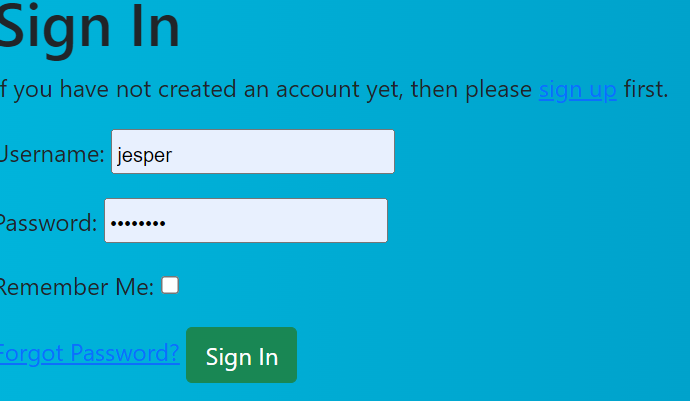 Sign In
If you have not created an account yet, then please sign up first.
Username: jesper
Password: ••••••••
Remember Me:
Forgot Password? Sign In